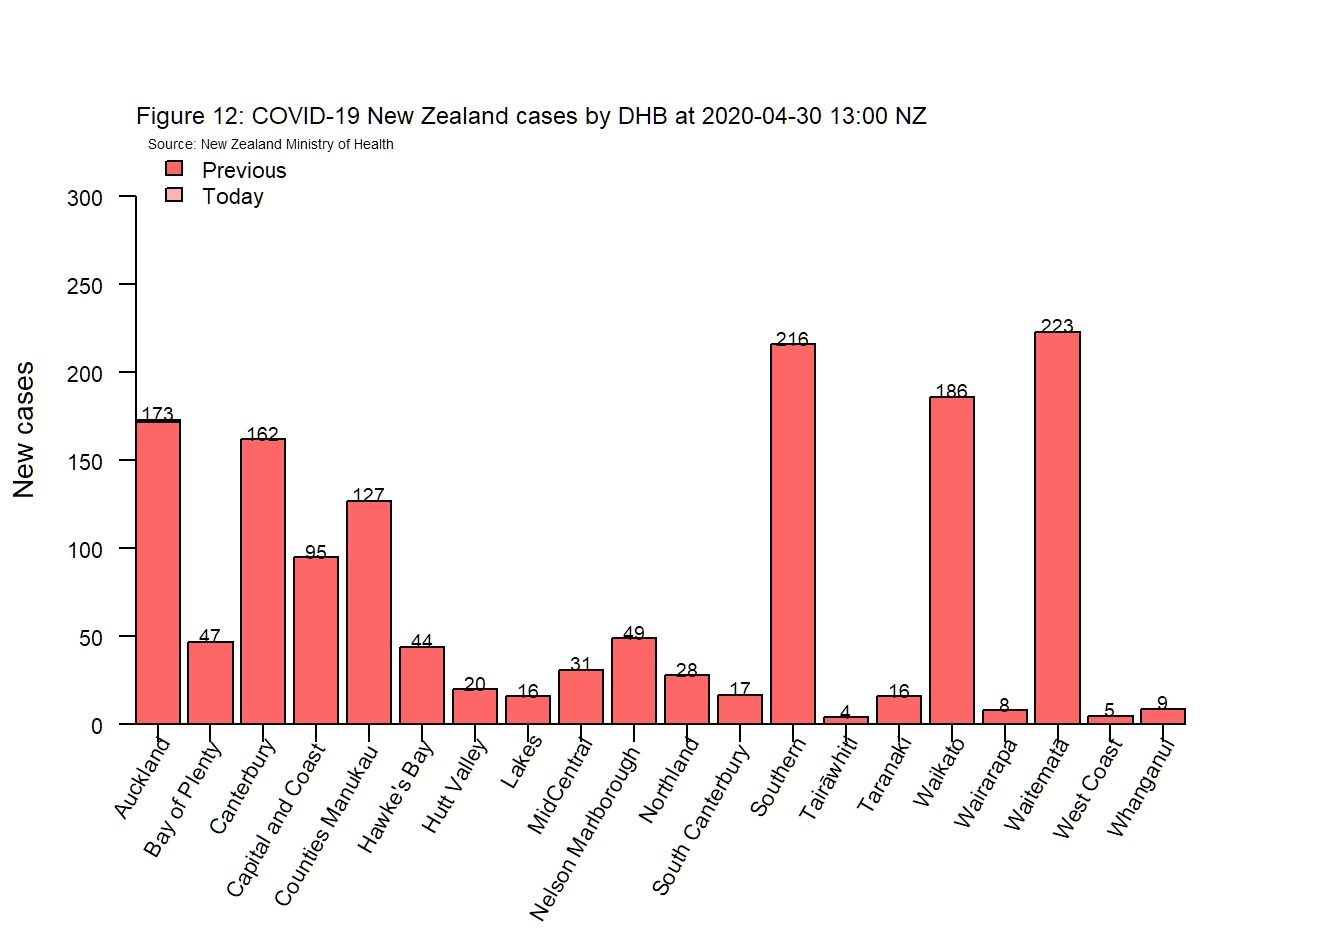 Figure 12: COVID-19 New Zealand cases by DHB at 2020-04-30 13:00 NZ
Source: New Zealand Ministry of Health
Previous
Today
New cases
300
250
200
150
100
50
0
173
47
162
95
127
44
20
16
31
49
28
17
216
4
16
186
8
223
5
9
Auckland
Bay of Plenty
Canterbury
Capital and Coast
Counties Manukau
Hawke's Bay
Hutt Valley
Lakes
MidCentral
Nelson Marlborough
Northland
South Canterbury
Southern
Tairāwhiti
Taranaki
Waikato
Wairarapa
Waitematā
West Coast
Whanganui